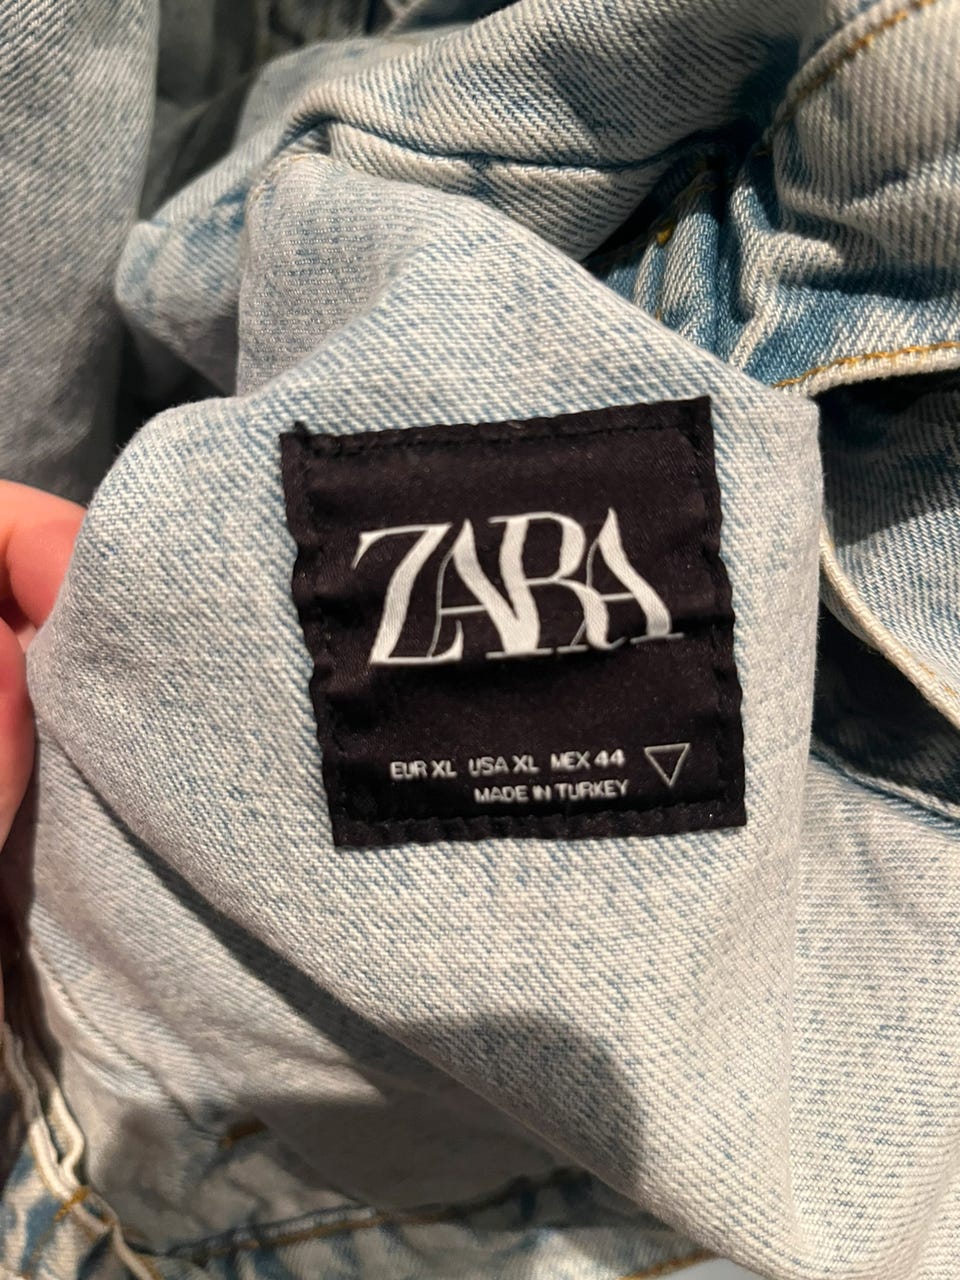 ZARA
EUR XL USA XL MEX 44
MADE IN TURKEY